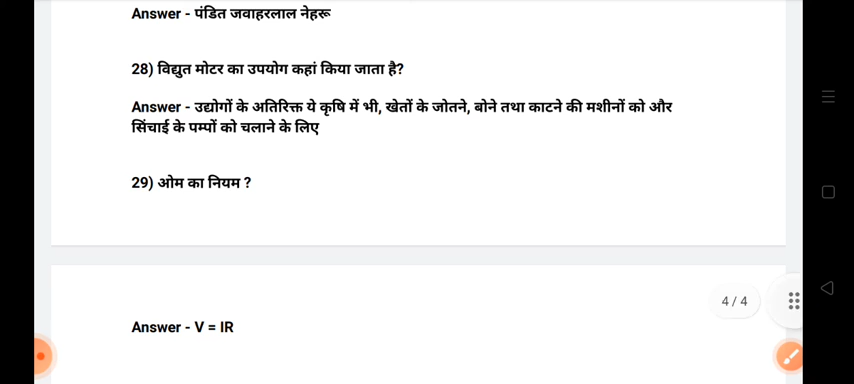 Answer - पंडित जवाहरलाल नेहरू
28) विद्युत मोटर का उपयोग कहां किया जाता है?
Answer - उद्योगों के अतिरिक्त ये कृषि में भी, खेतों के जोतने, बोने तथा काटने की मशीनों को और
सिंचाई के पम्पों को चलाने के लिए
29) ओम का नियम ?
4 / 4
Answer - V = IR